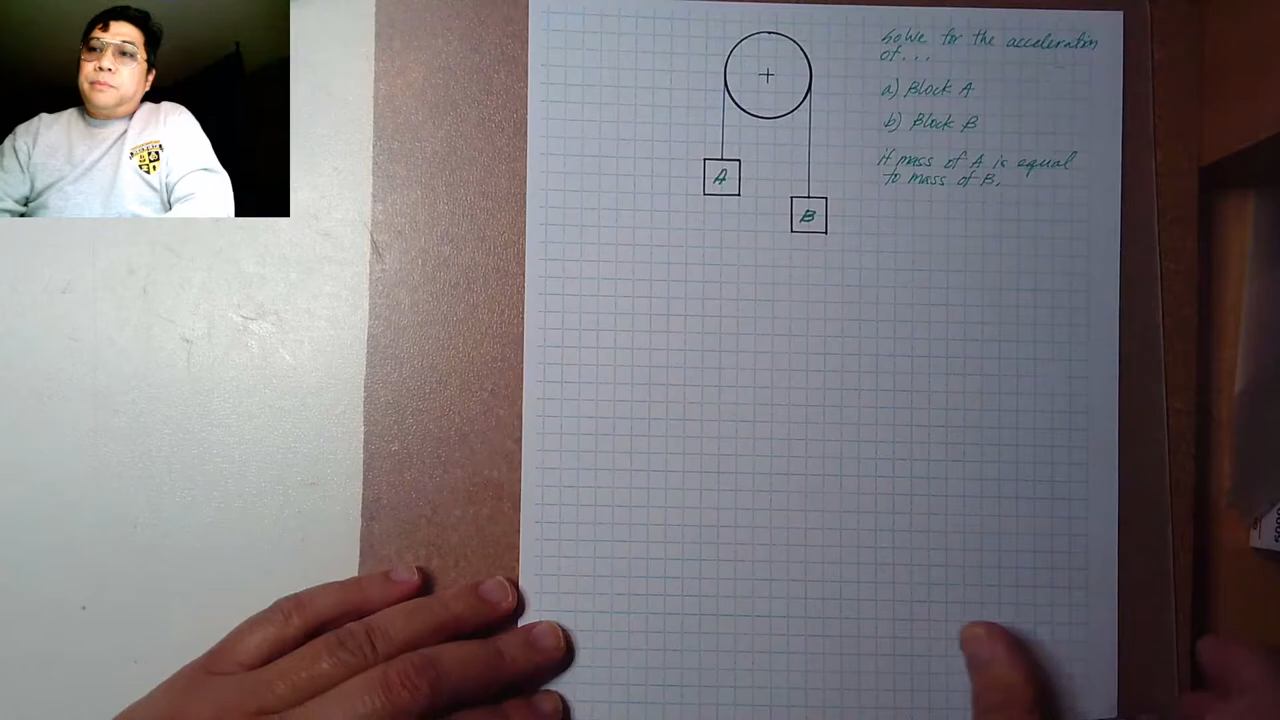 Solve for the acceleration
of...
a) Block A
b) Block B
if mass of A is equal
to mass of B.
A
B